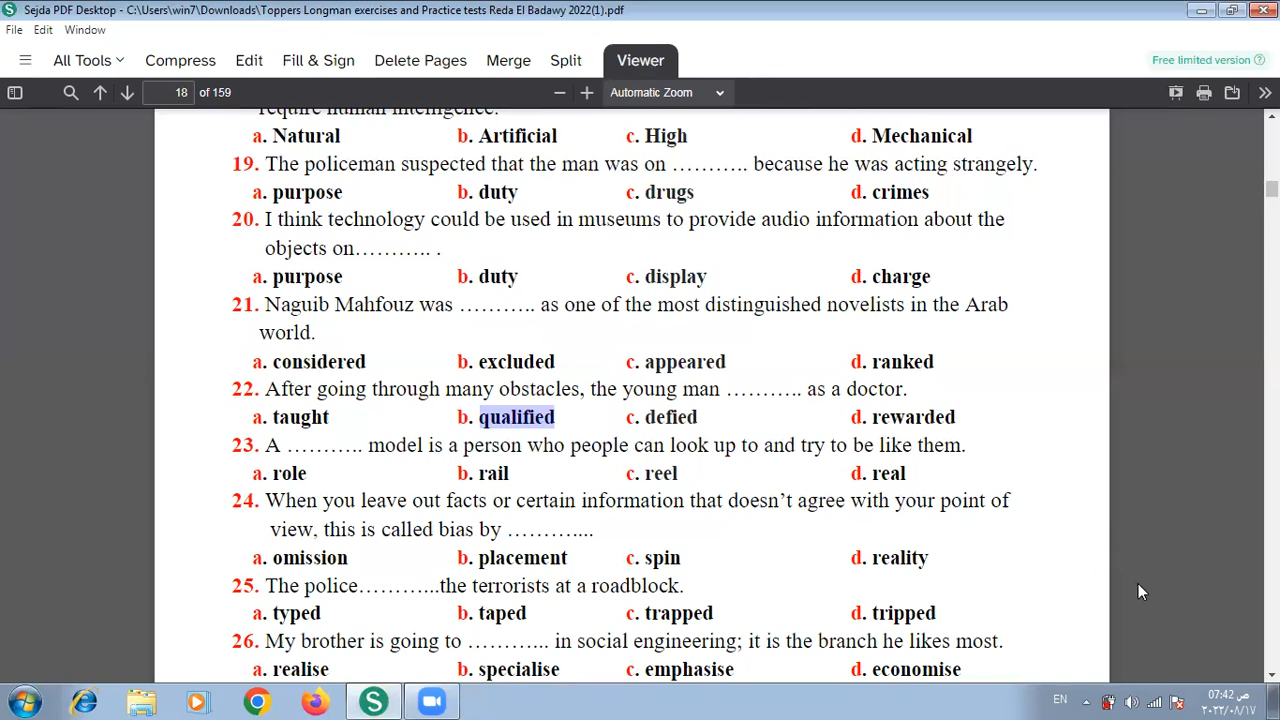 Sejda PDF Desktop - C:\Users\win7\Downloads\Toppers Longman exercises and Practice tests Reda El Badawy 2022(1).pdf
File Edit Window
All Tools Compress Edit Fill & Sign Delete Pages Merge Split Viewer Free limited version
18 of 159 Automatic Zoom
require human intelligence.
a. Natural b. Artificial c. High d. Mechanical
19. The policeman suspected that the man was on ……….. because he was acting strangely.
a. purpose b. duty c. drugs d. crimes
20. I think technology could be used in museums to provide audio information about the
objects on……….. .
a. purpose b. duty c. display d. charge
21. Naguib Mahfouz was ……….. as one of the most distinguished novelists in the Arab
world.
a. considered b. excluded c. appeared d. ranked
22. After going through many obstacles, the young man ……….. as a doctor.
a. taught b. qualified c. defied d. rewarded
23. A ……….. model is a person who people can look up to and try to be like them.
a. role b. rail c. reel d. real
24. When you leave out facts or certain information that doesn’t agree with your point of
view, this is called bias by ………....
a. omission b. placement c. spin d. reality
25. The police………...the terrorists at a roadblock.
a. typed b. taped c. trapped d. tripped
26. My brother is going to ………... in social engineering; it is the branch he likes most.
a. realise b. specialise c. emphasise d. economise
EN 07:42 ص
٢٠٢٢/٠٨/١٧